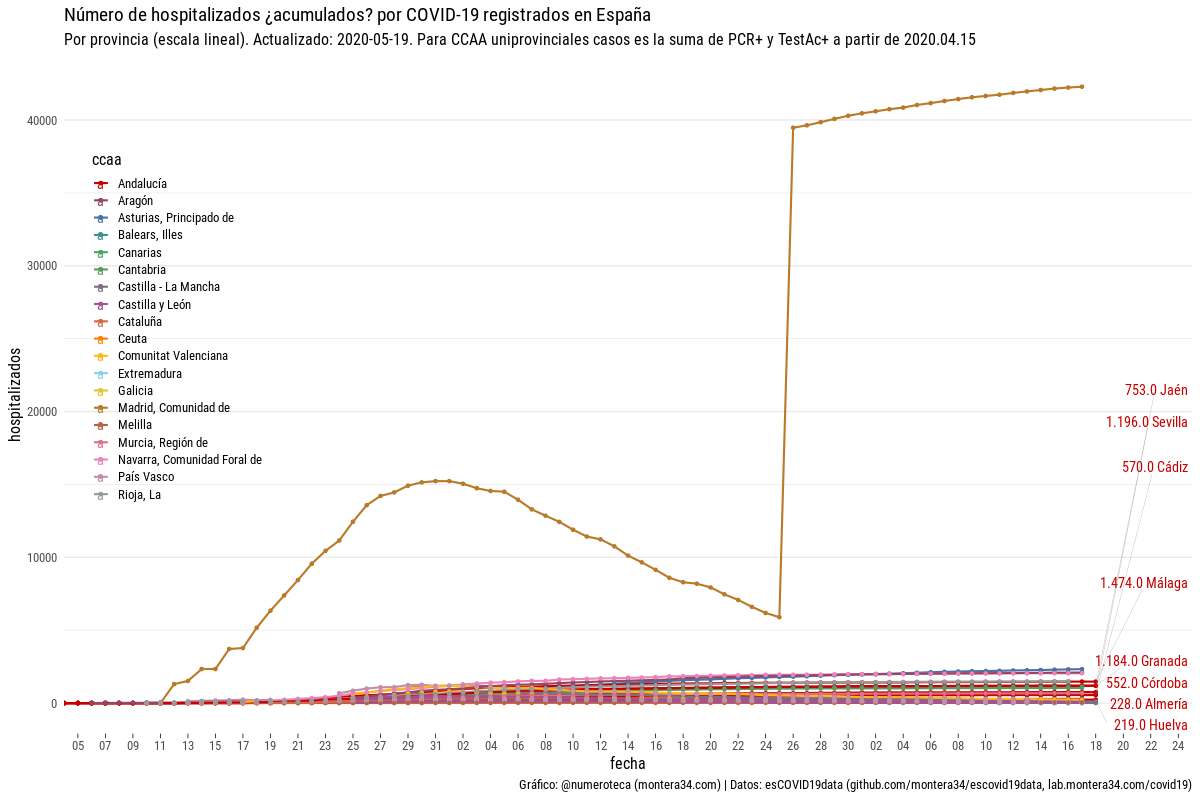 Número de hospitalizados ¿acumulados? por COVID-19 registrados en España
Por provincia (escala lineal). Actualizado: 2020-05-19. Para CCAA uniprovinciales casos es la suma de PCR+ y TestAc+ a partir de 2020.04.15
hospitalizados
40000
30000
20000
10000
0
ccaa
Andalucía
Aragón
Asturias, Principado de
Balears, Illes
Canarias
Cantabria
Castilla - La Mancha
Castilla y León
Cataluña
Ceuta
Comunitat Valenciana
Extremadura
Galicia
Madrid, Comunidad de
Melilla
Murcia, Región de
Navarra, Comunidad Foral de
País Vasco
Rioja, La
753.0 Jaén
1.196.0 Sevilla
570.0 Cádiz
1.474.0 Málaga
1.184.0 Granada
552.0 Córdoba
228.0 Almería
219.0 Huelva
05 07 09 11 13 15 17 19 21 23 25 27 29 31 02 04 06 08 10 12 14 16 18 20 22 24 26 28 30 02 04 06 08 10 12 14 16 18 20 22 24
fecha
Gráfico: @numeroteca (montera34.com) | Datos: esCOVID19data (github.com/montera34/escovid19data, lab.montera34.com/covid19)